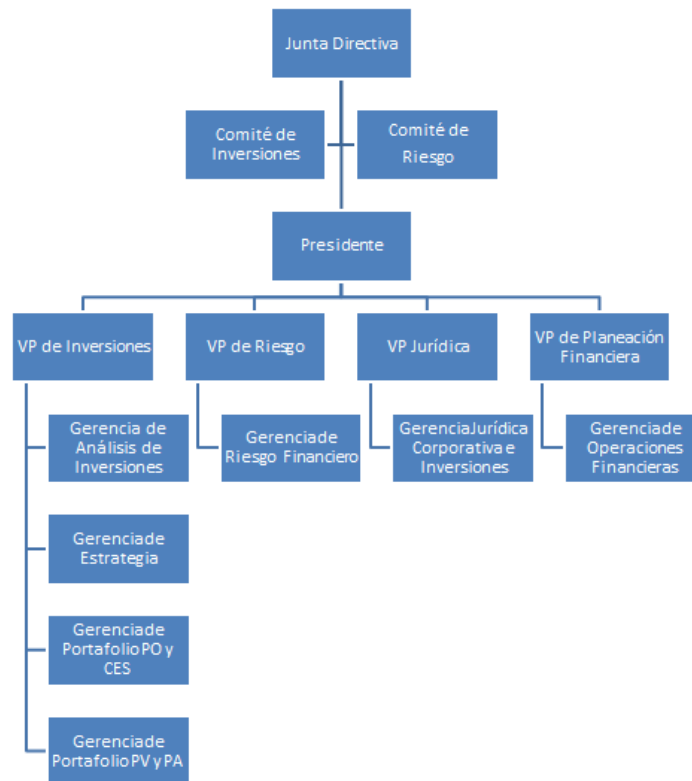 Junta Directiva
Comité de
Inversiones
Comité de
Riesgo
Presidente
VP de Inversiones
VP de Riesgo
VP Jurídica
VP de Planeación
Financiera
Gerencia de
Análisis de
Inversiones
Gerenciade
Riesgo Financiero
GerenciaJurídica
Corporativa e
Inversiones
Gerenciade
Operaciones
Financieras
Gerenciade
Estrategia
Gerenciade
Portafolio PO y
CES
Gerenciade
Portafolio PV y PA